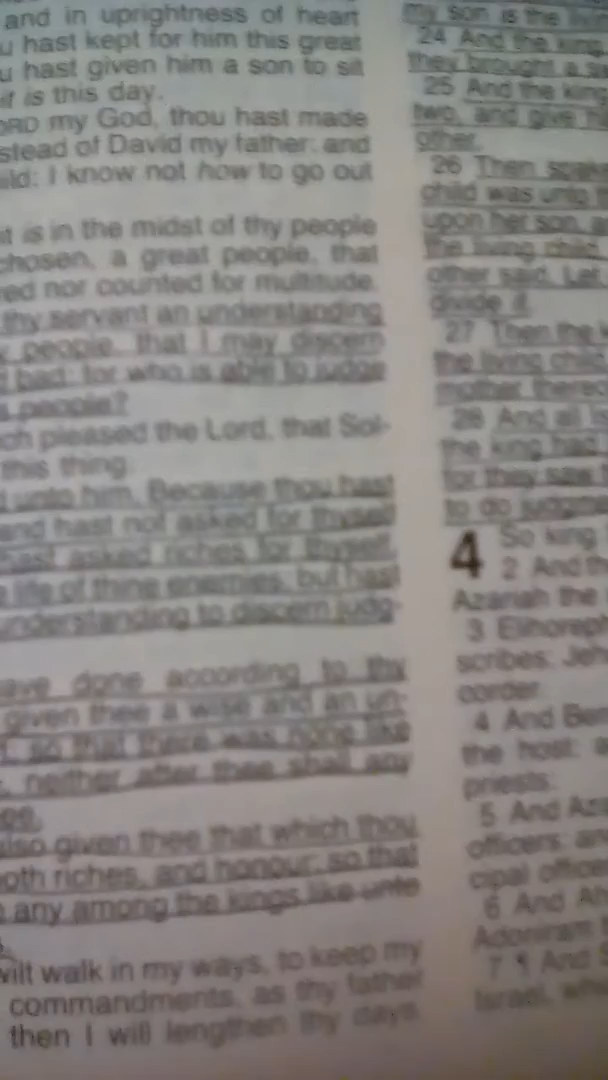 and in uprightness of heart
hast kept for him this great
hast given him a son to sit
it is this day.
ORD my God, thou hast made
stead of David my father: and
ild: I know not how to go out
it is in the midst of thy people
chosen, a great people, that
ed nor counted for multitude.
thy servant an understanding
people, that I may discern
bad: for who is able to judge
people?
ch pleased the Lord, that Sol-
this thing.
unto him, Because thou hast
and hast not asked for thyself
hast asked riches for thyself,
life of thine enemies; but hast
understanding to discern judg-
ave done according to thy
given thee a wise and an un-
so that there was none like
, neither after thee shall any
ee.
also given thee that which thou
oth riches, and honour: so that
any among the kings like unto
wilt walk in my ways, to keep my
commandments, as thy father
then I will lengthen thy days.
my son is the living
24 And the king
they brought a
25 And the king
two, and give
other.
26 Then
child was unto
upon her son, a
the living child,
other said, Let
divide it.
27 Then the
the living child
mother
28 And all
the king had
for they saw
to do
4 So king
2 And
Azariah the
3 Elihoreph
scribes; Jeh
corder.
4 And Ben
the host: a
priests:
5 And Aza
officers: an
cipal office
6 And Ah
Adoniram
7 ¶ And S
Israel, wh